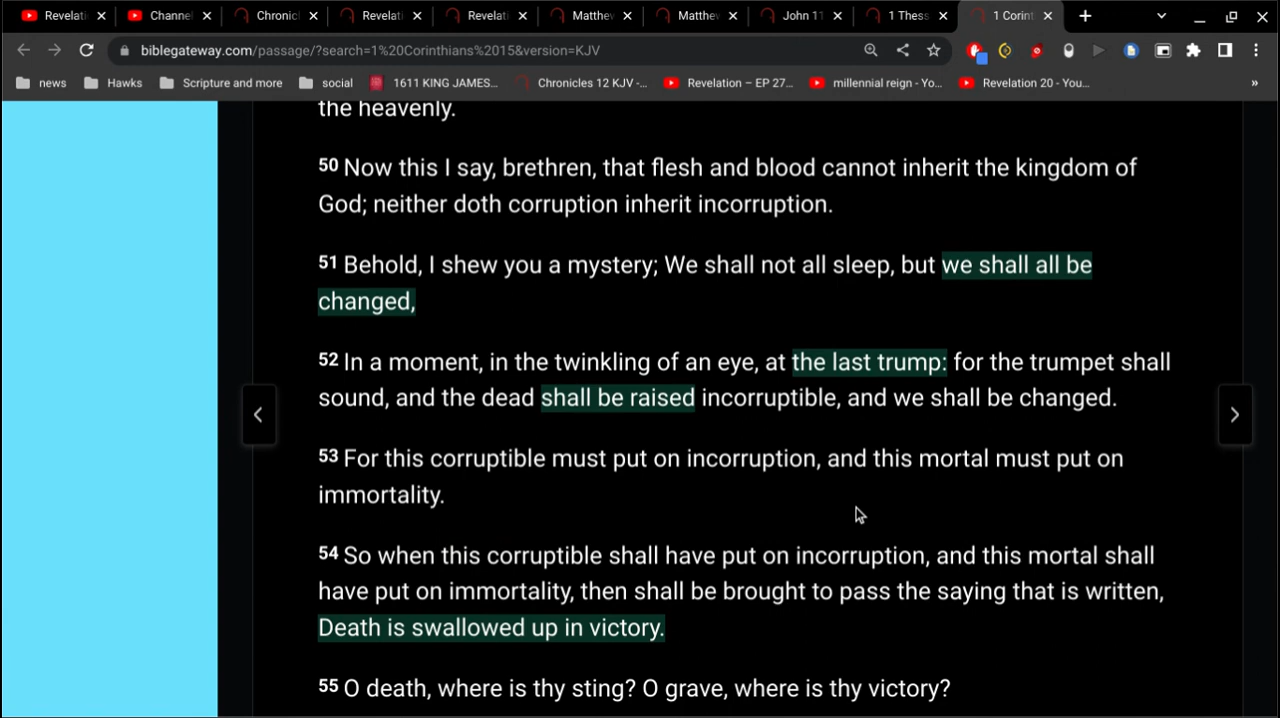 Revelati
Channel
Chronicl
Revelati
Revelati
Matthew
Matthew
John 11
1 Thess
1 Corint
biblegateway.com/passage/?search=1%20Corinthians%2015&version=KJV
news
Hawks
Scripture and more
social
1611 KING JAMES...
Chronicles 12 KJV -...
Revelation – EP 27...
millennial reign - Yo...
Revelation 20 - You...
»
the heavenly.
50 Now this I say, brethren, that flesh and blood cannot inherit the kingdom of
God; neither doth corruption inherit incorruption.
51 Behold, I shew you a mystery; We shall not all sleep, but we shall all be
changed,
52 In a moment, in the twinkling of an eye, at the last trump: for the trumpet shall
sound, and the dead shall be raised incorruptible, and we shall be changed.
53 For this corruptible must put on incorruption, and this mortal must put on
immortality.
54 So when this corruptible shall have put on incorruption, and this mortal shall
have put on immortality, then shall be brought to pass the saying that is written,
Death is swallowed up in victory.
55 O death, where is thy sting? O grave, where is thy victory?